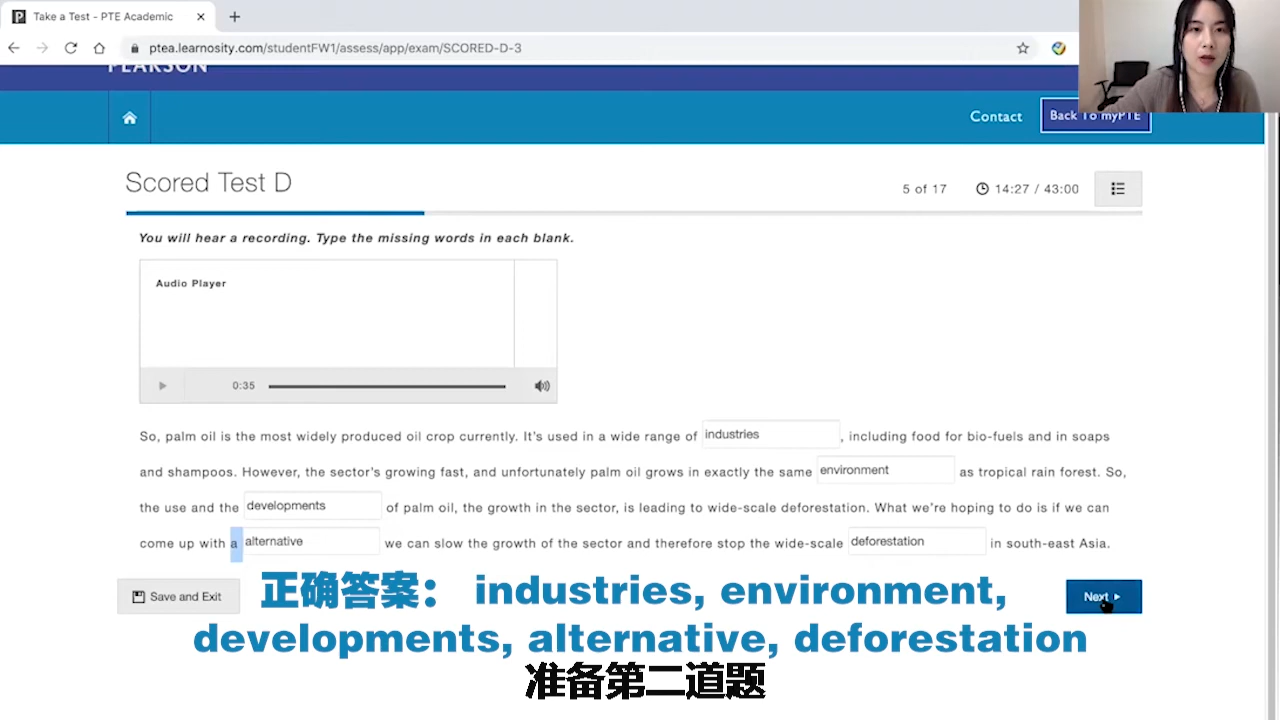 Take a Test - PTE Academic
ptea.learnosity.com/studentFW1/assess/app/exam/SCORED-D-3
PEARSON
Contact
Back To myPTE
Scored Test D
5 of 17
14:27 / 43:00
You will hear a recording. Type the missing words in each blank.
Audio Player
0:35
So, palm oil is the most widely produced oil crop currently. It's used in a wide range of industries , including food for bio-fuels and in soaps
and shampoos. However, the sector's growing fast, and unfortunately palm oil grows in exactly the same environment as tropical rain forest. So,
the use and the developments of palm oil, the growth in the sector, is leading to wide-scale deforestation. What we're hoping to do is if we can
come up with a alternative we can slow the growth of the sector and therefore stop the wide-scale deforestation in south-east Asia.
Save and Exit
Next
正确答案： industries, environment,
developments, alternative, deforestation
准备第二道题